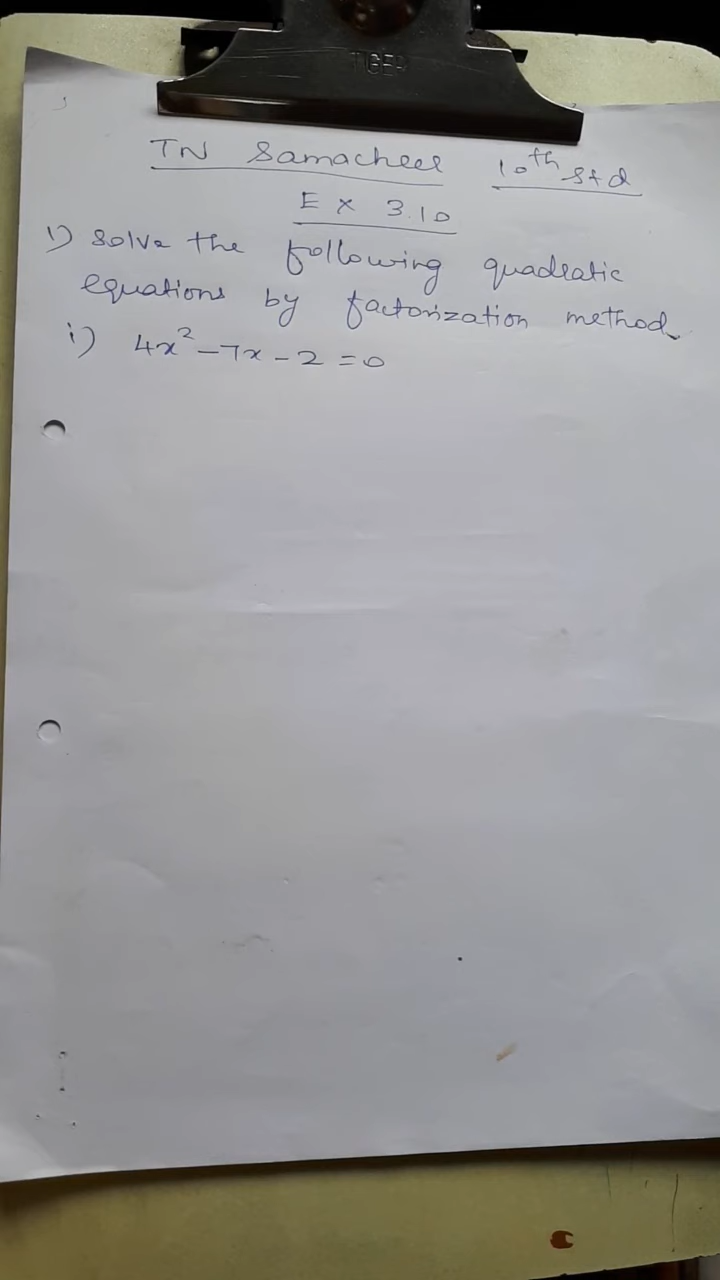 TIGER
TN Samacheer 10th std
Ex 3.10
1) Solve the following quadratic
equations by factorization method.
i) 4x² – 7x – 2 = 0